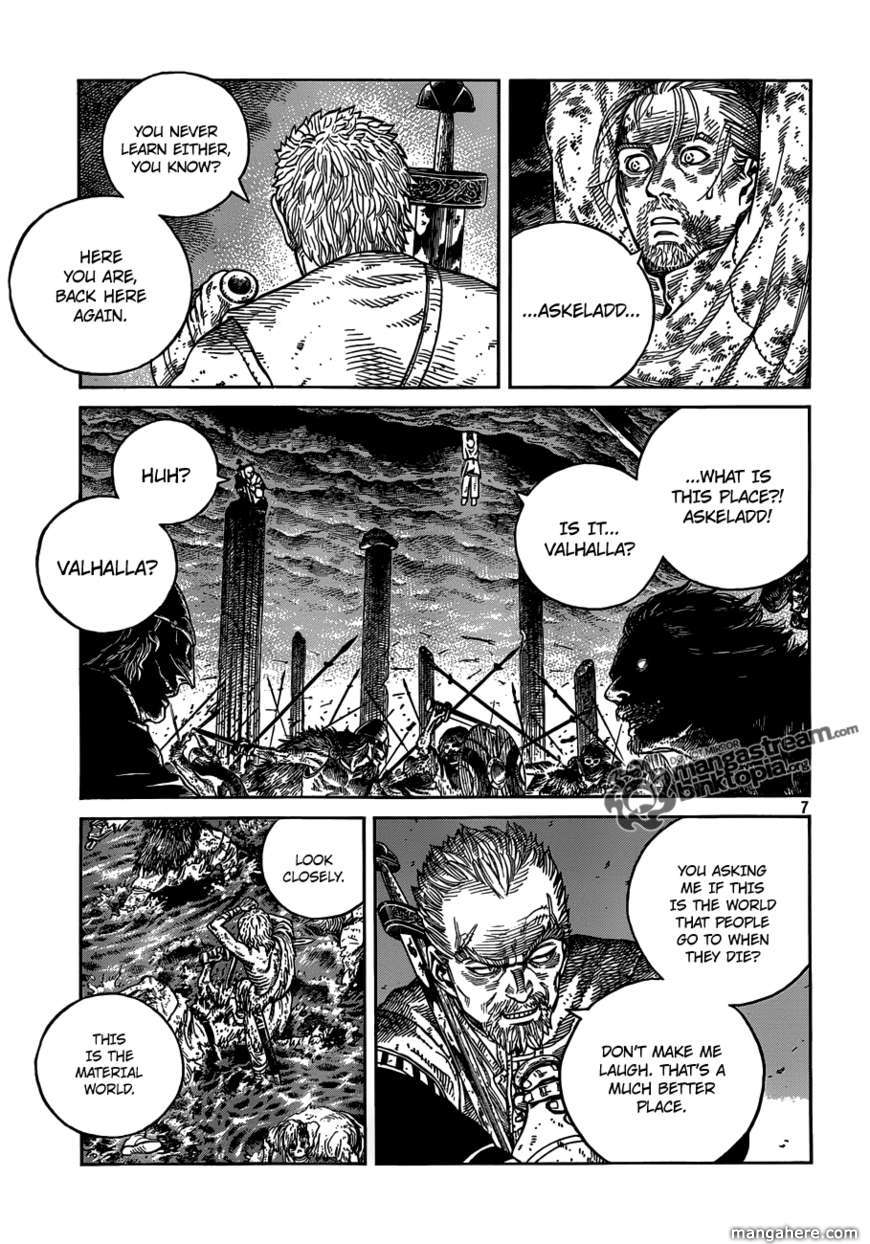 ...ASKELADD...
YOU NEVER
LEARN EITHER,
YOU KNOW?
HERE
YOU ARE,
BACK HERE
AGAIN.
...WHAT IS
THIS PLACE?!
ASKELADD!
IS IT...
VALHALLA?
HUH?
VALHALLA?
mangastream.com
binktopia.org
7
YOU ASKING
ME IF THIS
IS THE WORLD
THAT PEOPLE
GO TO WHEN
THEY DIE?
DON'T MAKE ME
LAUGH. THAT'S A
MUCH BETTER
PLACE.
LOOK
CLOSELY.
THIS
IS THE
MATERIAL
WORLD.
mangahere.com